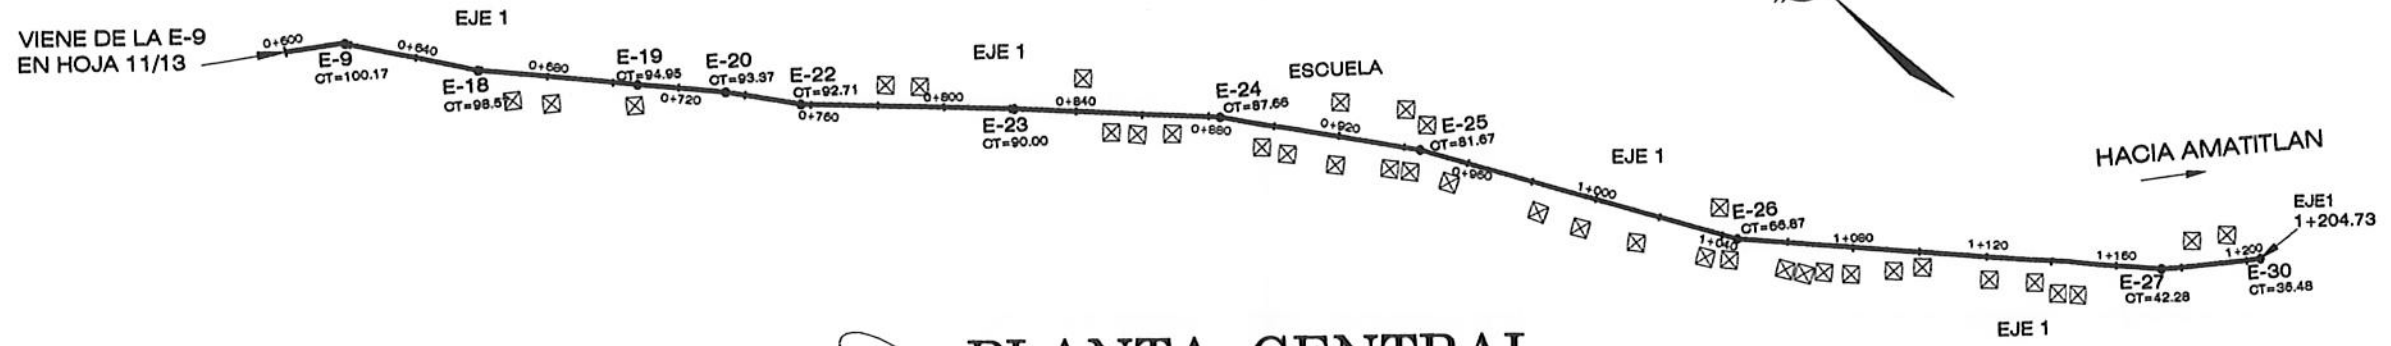 VIENE DE LA E-9
EN HOJA 11/13
0+600
E-9
CT=100.17
EJE 1
0+640
E-18
CT=98.57
0+680
E-19
CT=94.95
0+720
E-20
CT=93.37
E-22
CT=92.71
0+760
0+800
EJE 1
E-23
CT=90.00
0+840
0+880
E-24
CT=87.66
ESCUELA
0+920
E-25
CT=81.67
0+960
1+000
EJE 1
1+040
E-26
CT=66.87
1+080
1+120
1+160
E-27
CT=42.28
EJE 1
HACIA AMATITLAN
1+200
E-30
CT=36.48
EJE1
1+204.73
PLANTA CENTRAL